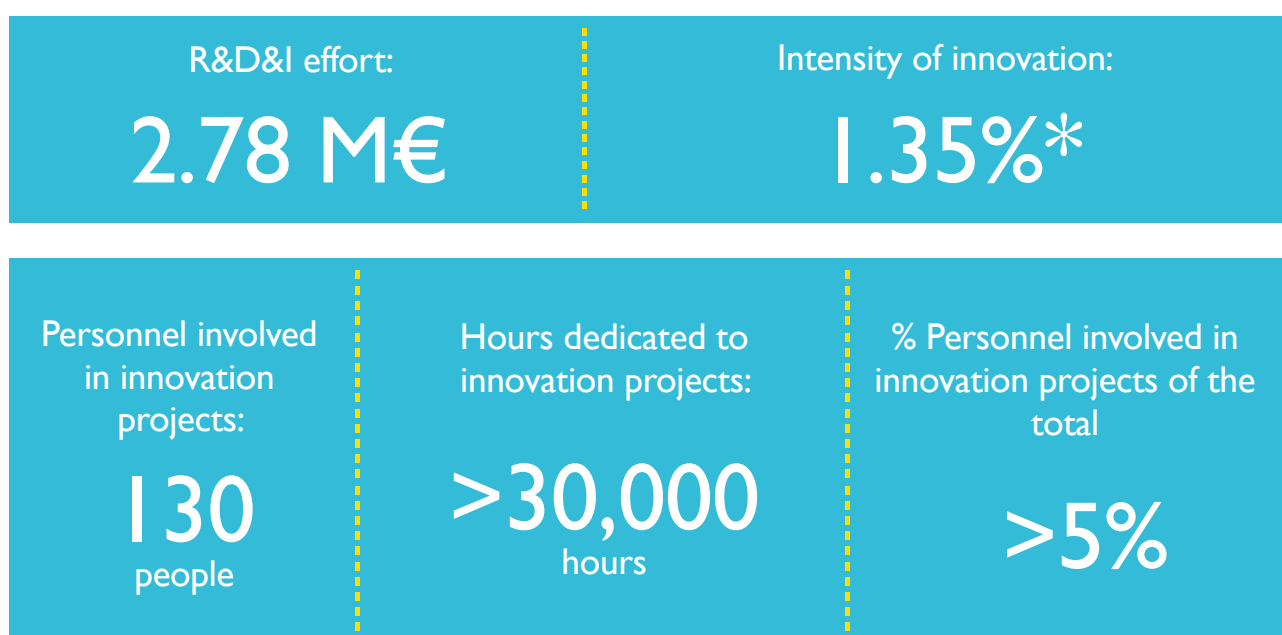 R&D&I effort:
2.78 M€
Intensity of innovation:
1.35%*
Personnel involved
in innovation
projects:
130
people
Hours dedicated to
innovation projects:
>30,000
hours
% Personnel involved in
innovation projects of the
total
>5%